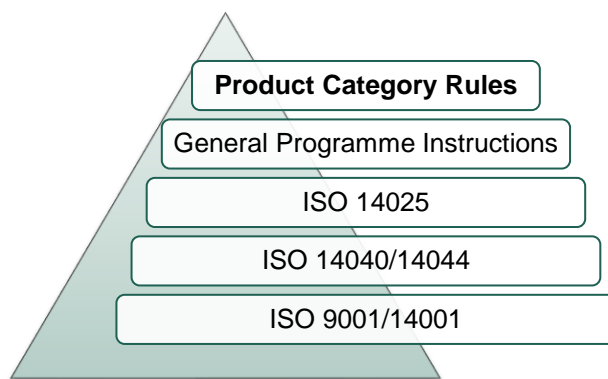 Product Category Rules
General Programme Instructions
ISO 14025
ISO 14040/14044
ISO 9001/14001